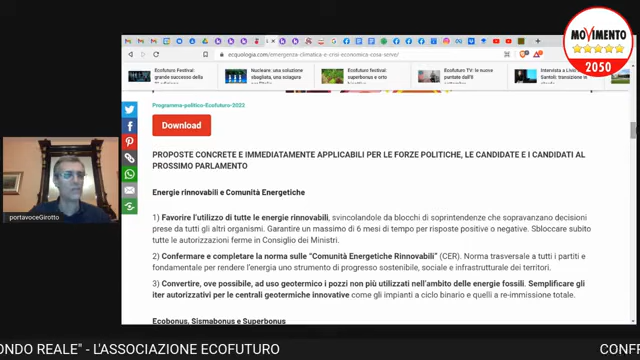 MOVIMENTO
2050
acquologia.com/emergenza-climatica-e-crisi-economica-cosa-serve/
Ecofuturo Festival: grande successo della
Nucleare: una soluzione sbagliata, una sciagura
Ecofuturo festival: superbonus e orto
Ecofuturo TV: le nuove puntate dall'8
Intervista a Livio de Santoli: transizione
Programma-politico-Ecofuturo-2022
Download
PROPOSTE CONCRETE E IMMEDIATAMENTE APPLICABILI PER LE FORZE POLITICHE, LE CANDIDATE E I CANDIDATI AL
PROSSIMO PARLAMENTO
Energie rinnovabili e Comunità Energetiche
1) Favorire l'utilizzo di tutte le energie rinnovabili, svincolandole da blocchi di soprintendenze che sopravanzano decisioni
prese da tutti gli altri organismi. Garantire un massimo di 6 mesi di tempo per risposte positive o negative. Sbloccare subito
tutte le autorizzazioni ferme in Consiglio dei Ministri.
2) Confermare e completare la norma sulle "Comunità Energetiche Rinnovabili" (CER). Norma trasversale a tutti i partiti e
fondamentale per rendere l'energia uno strumento di progresso sostenibile, sociale e infrastrutturale dei territori.
3) Convertire, ove possibile, ad uso geotermico i pozzi non più utilizzati nell'ambito delle energie fossili. Semplificare gli
iter autorizzativi per le centrali geotermiche innovative come gli impianti a ciclo binario e quelli a re-immissione totale.
Ecobonus, Sismabonus e Superbonus
portavoceGirotto
ONDO REALE" - L'ASSOCIAZIONE ECOFUTURO
CONFR